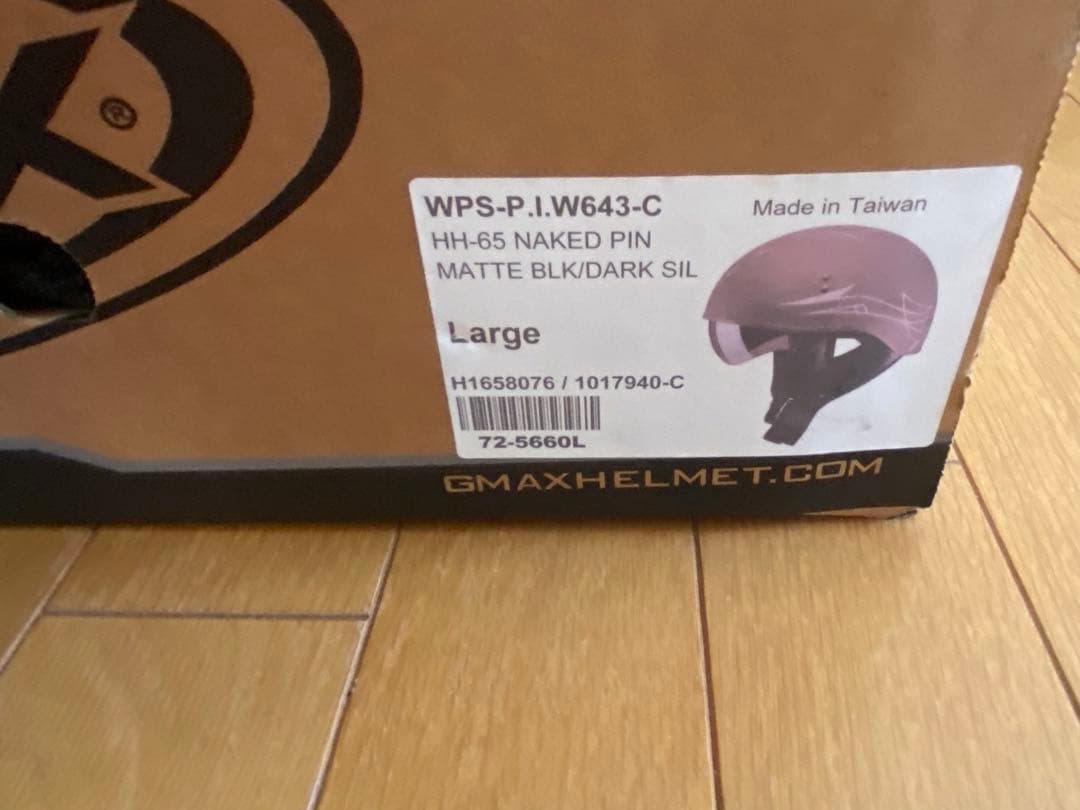 ®
WPS-P.I.W643-C
Made in Taiwan
HH-65 NAKED PIN
MATTE BLK/DARK SIL
Large
H1658076 / 1017940-C
72-5660L
GMAXHELMET.COM